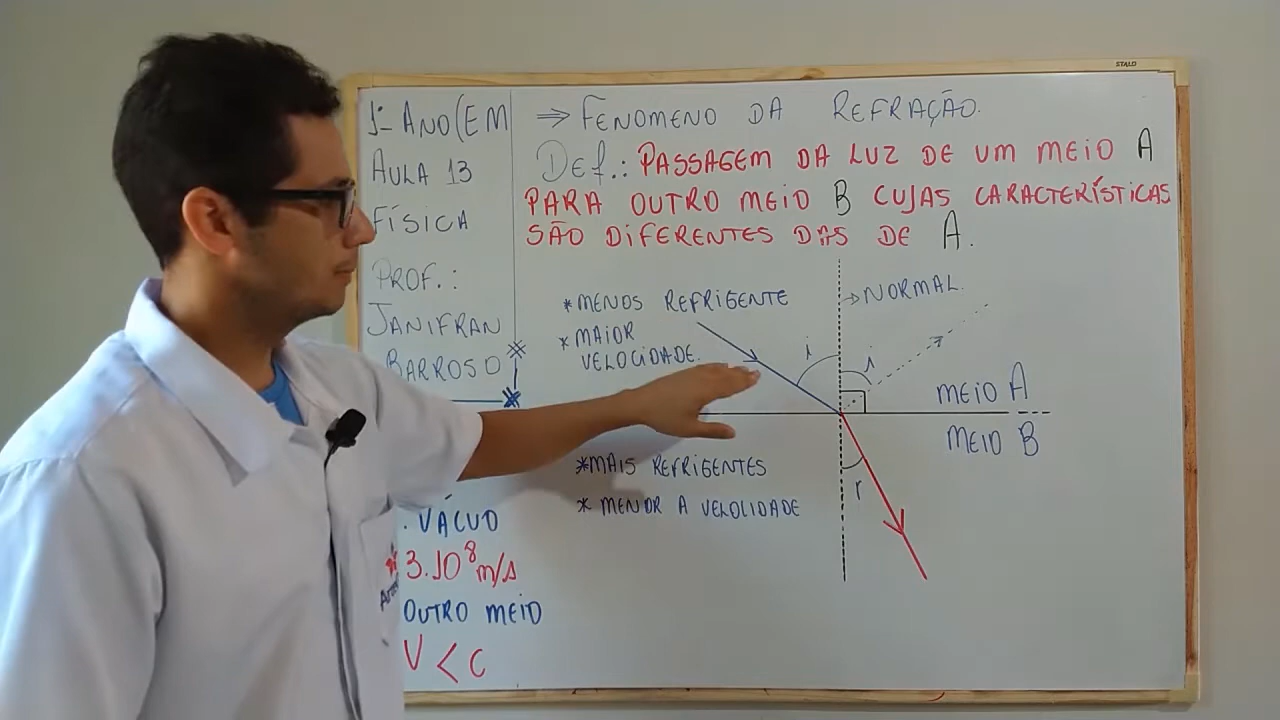 STALO
1º ANO (EM
AULA 13
FÍSICA
PROF.:
JANIFRAN
BARROSO
VÁCUO
3.10⁸ m/s
OUTRO MEIO
V < C
⇒ FENOMENO DA REFRAÇÃO.
DEf.: PASSAGEM DA LUZ DE UM MEIO A
PARA OUTRO MEIO B CUJAS CARACTERÍSTICAS
SÃO DIFERENTES DAS DE A.
* MENOS REFRIGENTE
* MAIOR
VELOCIDADE.
→ NORMAL.
i
i
MEIO A
MEIO B
* MAIS REFRIGENTES
* MENOR A VELOCIDADE
r